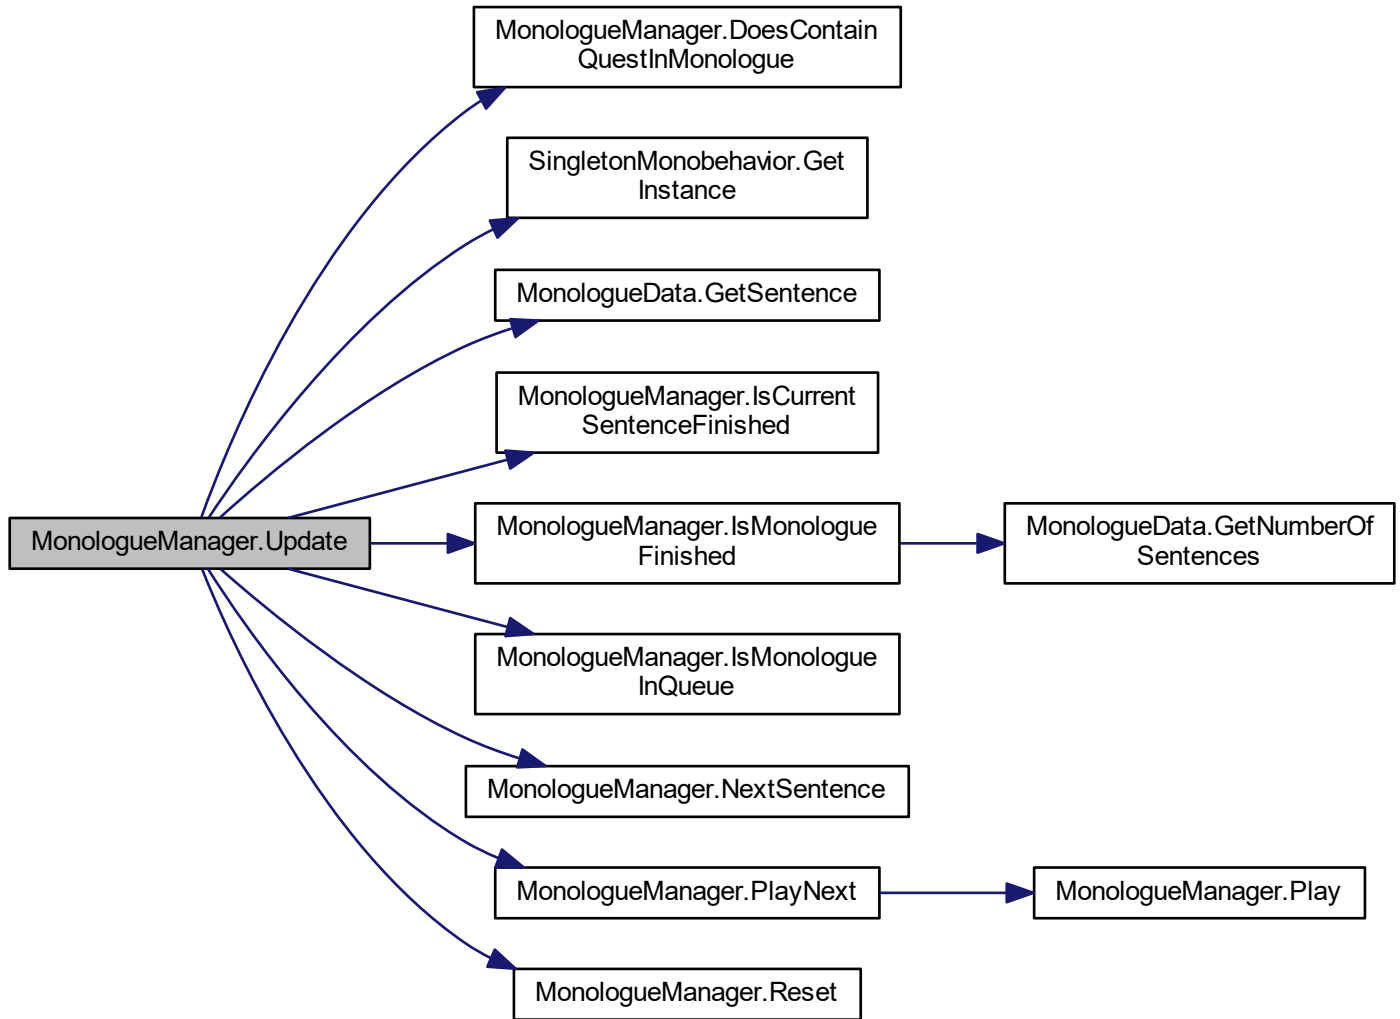 MonologueManager.DoesContain
QuestInMonologue
SingletonMonobehavior.Get
Instance
MonologueData.GetSentence
MonologueManager.IsCurrent
SentenceFinished
MonologueManager.Update
MonologueManager.IsMonologue
Finished
MonologueData.GetNumberOf
Sentences
MonologueManager.IsMonologue
InQueue
MonologueManager.NextSentence
MonologueManager.PlayNext
MonologueManager.Play
MonologueManager.Reset